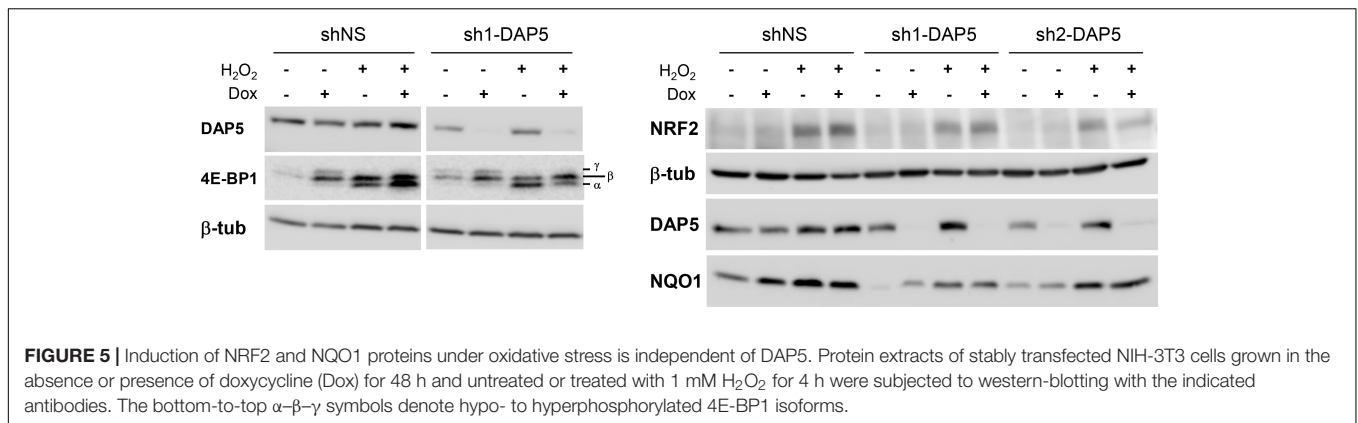 shNS sh1-DAP5
H₂O₂ - - + + - - + +
Dox - + - + - + - +
DAP5
4E-BP1
γ
β
α
β-tub
shNS sh1-DAP5 sh2-DAP5
H₂O₂ - - + + - - + + - - + +
Dox - + - + - + - + - + - +
NRF2
β-tub
DAP5
NQO1
FIGURE 5 | Induction of NRF2 and NQO1 proteins under oxidative stress is independent of DAP5. Protein extracts of stably transfected NIH-3T3 cells grown in the
absence or presence of doxycycline (Dox) for 48 h and untreated or treated with 1 mM H₂O₂ for 4 h were subjected to western-blotting with the indicated
antibodies. The bottom-to-top α–β–γ symbols denote hypo- to hyperphosphorylated 4E-BP1 isoforms.